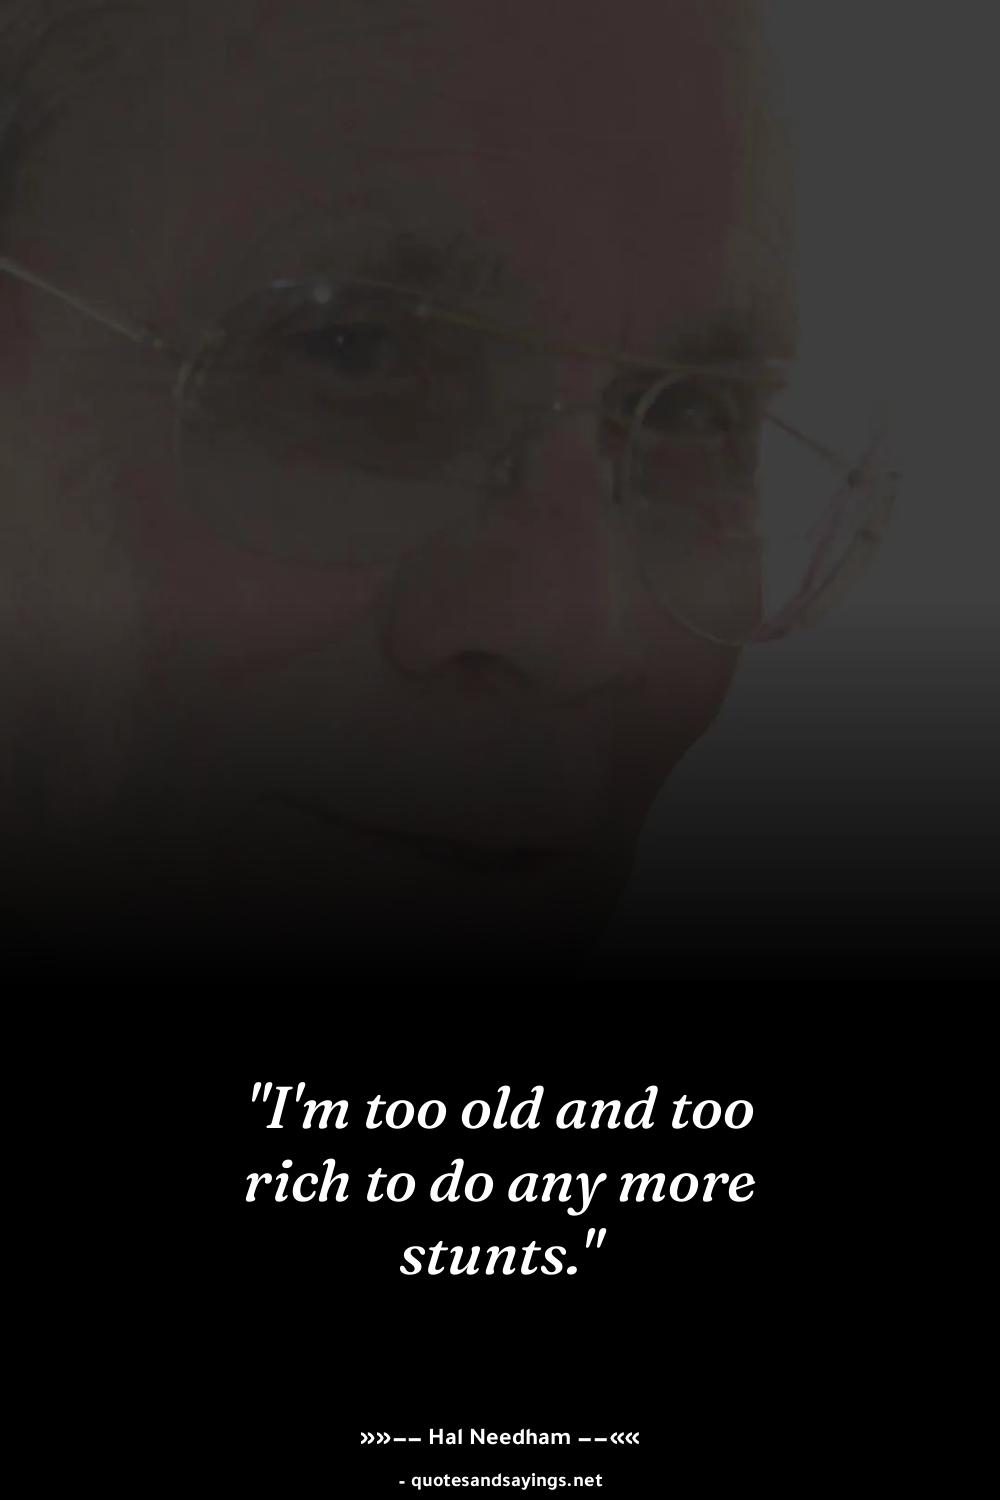 "I'm too old and too
rich to do any more
stunts."
»»−− Hal Needham −−««
- quotesandsayings.net